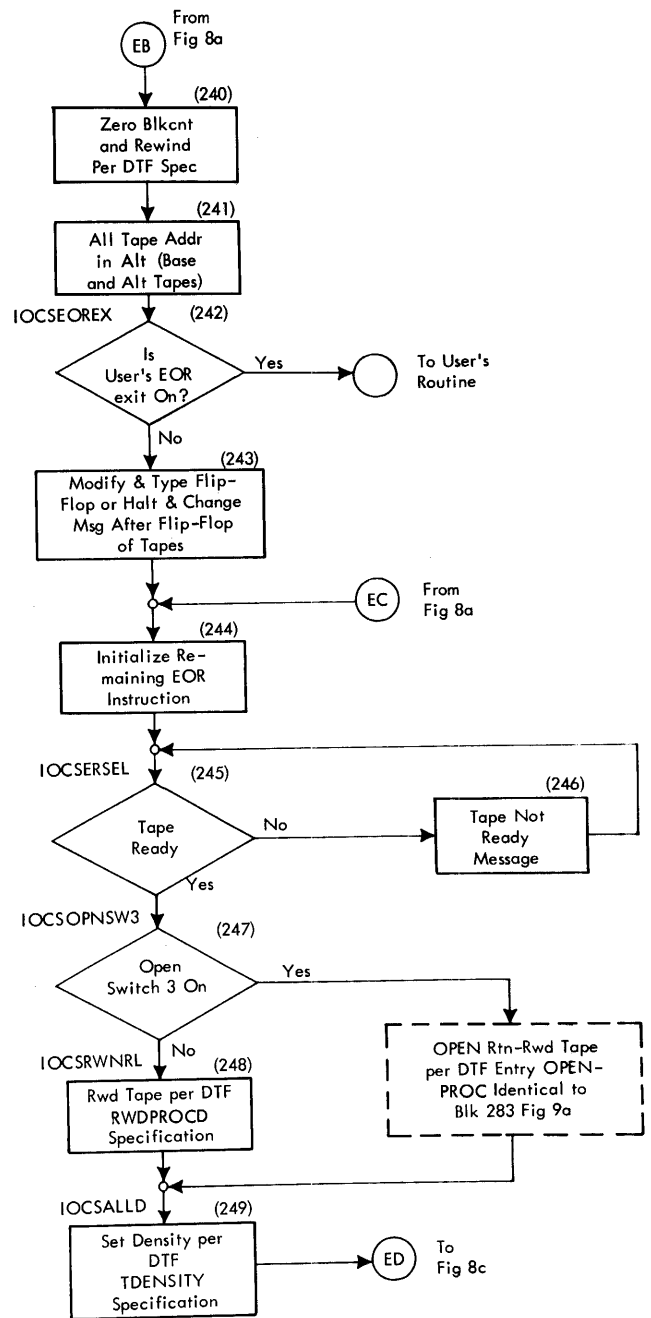 EB
From
Fig 8a
(240)
Zero Blkcnt
and Rewind
Per DTF Spec
(241)
All Tape Addr
in Alt (Base
and Alt Tapes)
IOCSEOREX
(242)
Is
User's EOR
exit On?
Yes
To User's
Routine
No
(243)
Modify & Type Flip-
Flop or Halt & Change
Msg After Flip-Flop
of Tapes
EC
From
Fig 8a
(244)
Initialize Re-
maining EOR
Instruction
IOCSERSEL
(245)
Tape
Ready
No
(246)
Tape Not
Ready
Message
Yes
IOCSOPNSW3
(247)
Open
Switch 3 On
Yes
OPEN Rtn-Rwd Tape
per DTF Entry OPEN-
PROC Identical to
Blk 283 Fig 9a
No
IOCSRWNRL
(248)
Rwd Tape per DTF
RWDPROCD
Specification
IOCSALLD
(249)
Set Density per
DTF
TDENSITY
Specification
ED
To
Fig 8c